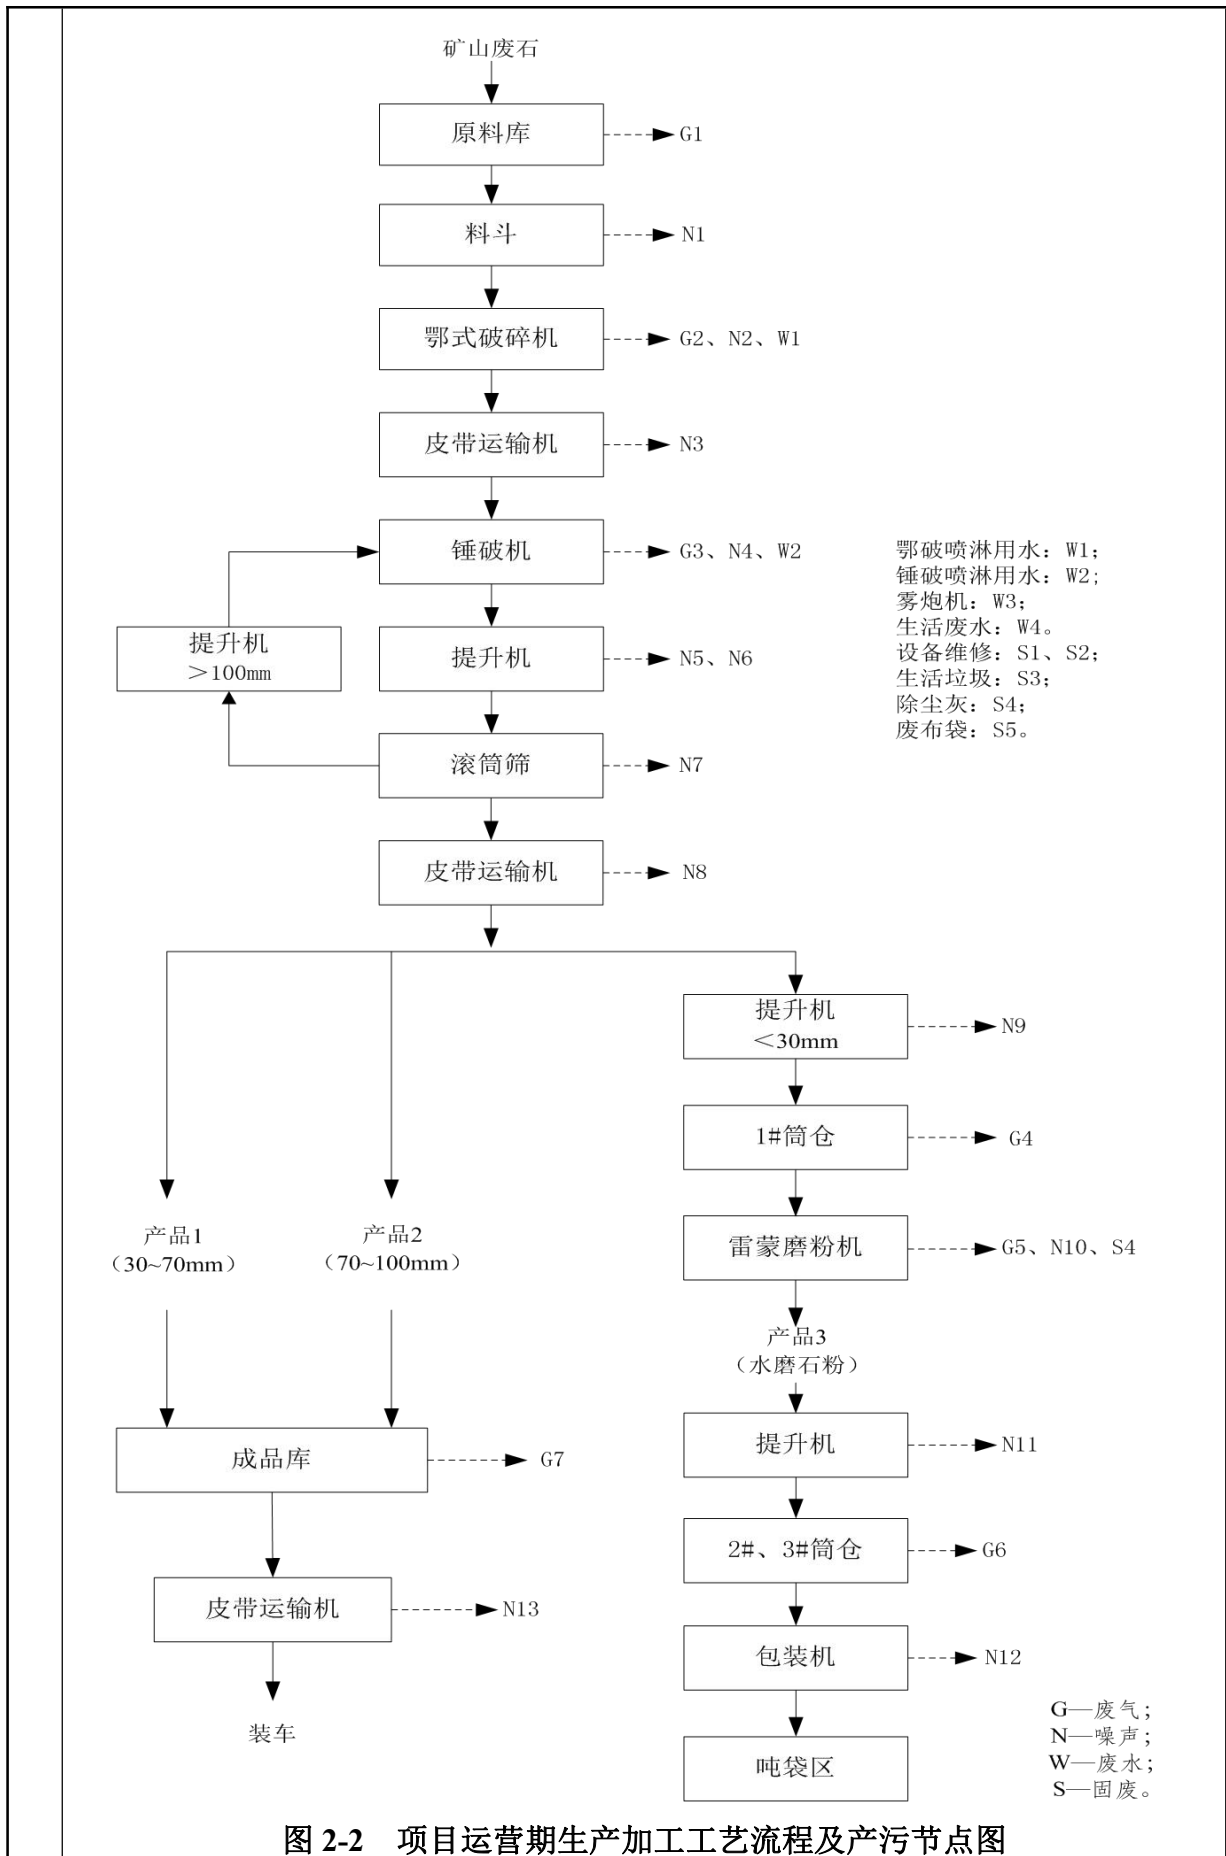 矿山废石
原料库
G1
料斗
N1
鄂式破碎机
G2、N2、W1
皮带运输机
N3
锤破机
G3、N4、W2
提升机
>100mm
提升机
N5、N6
滚筒筛
N7
皮带运输机
N8
鄂破喷淋用水：W1；
锤破喷淋用水：W2;
雾炮机：W3；
生活废水：W4。
设备维修：S1、S2；
生活垃圾：S3；
除尘灰：S4；
废布袋：S5。
提升机
<30mm
N9
1#筒仓
G4
雷蒙磨粉机
G5、N10、S4
产品1
（30~70mm）
产品2
（70~100mm）
产品3
（水磨石粉）
提升机
N11
成品库
G7
2#、3#筒仓
G6
皮带运输机
N13
包装机
N12
装车
吨袋区
G—废气；
N—噪声；
W—废水；
S—固废。
图 2-2 项目运营期生产加工工艺流程及产污节点图